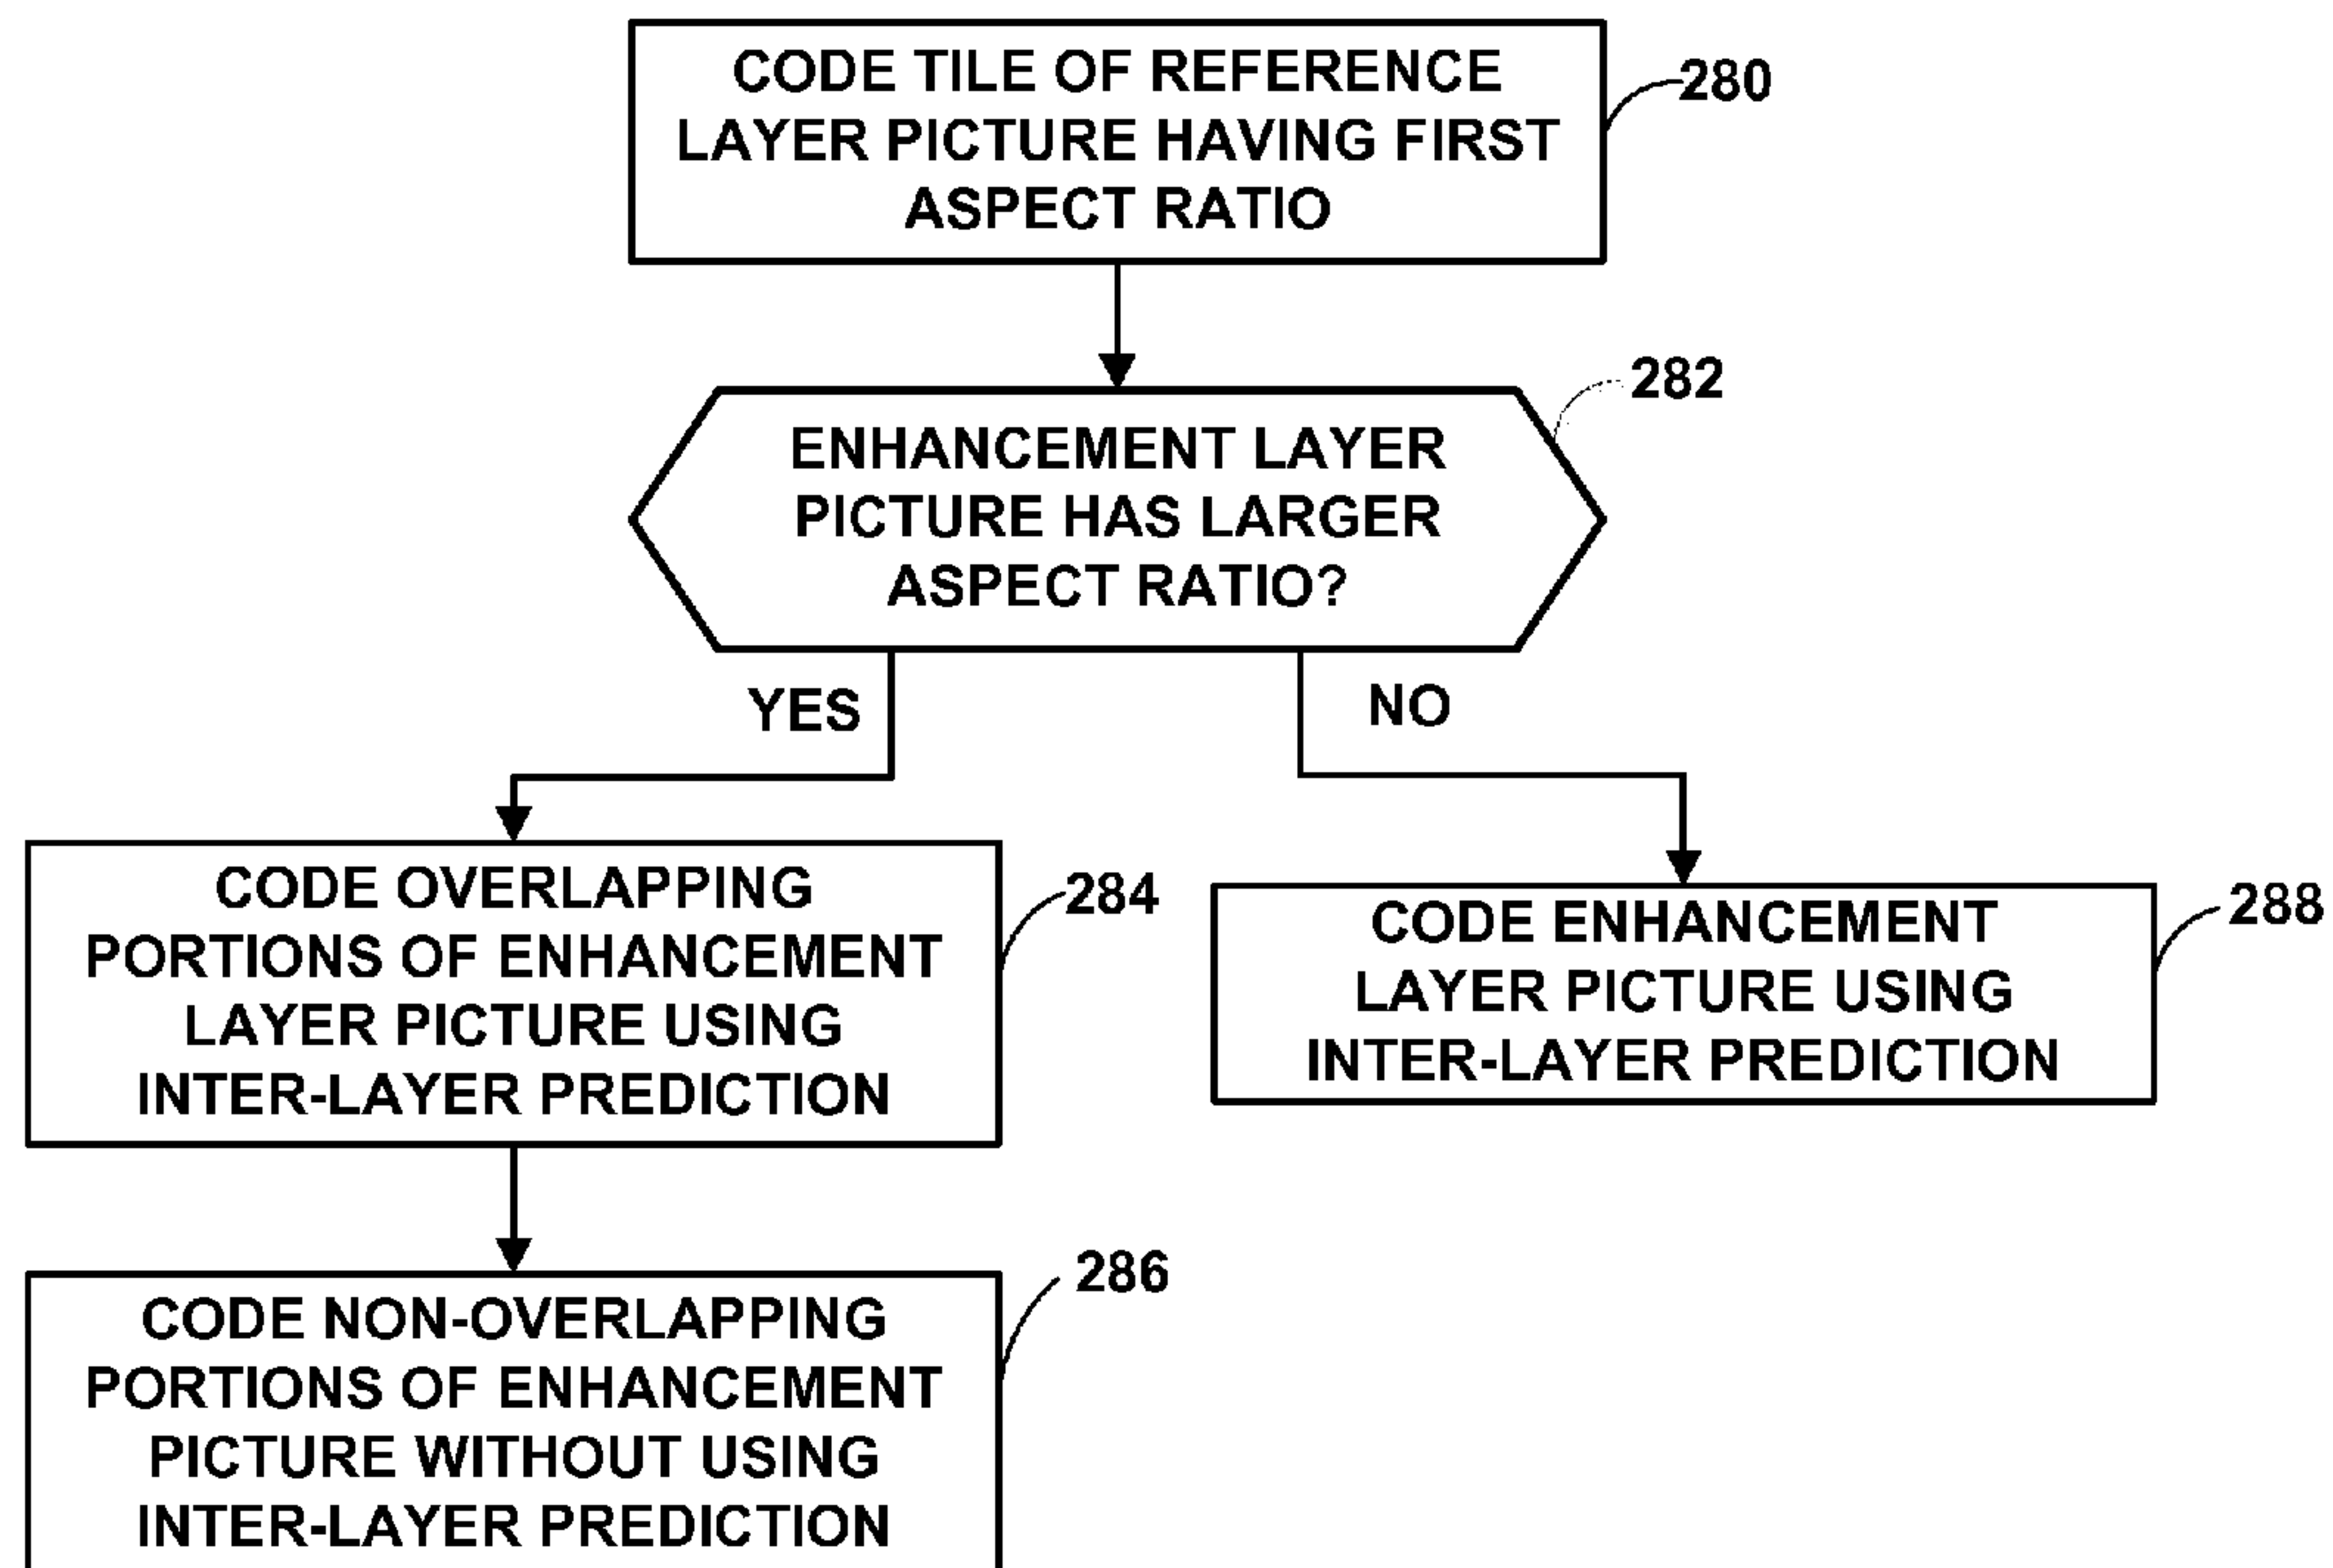 CODE TILE OF REFERENCE
LAYER PICTURE HAVING FIRST
ASPECT RATIO
280
282
ENHANCEMENT LAYER
PICTURE HAS LARGER
ASPECT RATIO?
YES
NO
CODE OVERLAPPING
PORTIONS OF ENHANCEMENT
LAYER PICTURE USING
INTER-LAYER PREDICTION
284
CODE ENHANCEMENT
LAYER PICTURE USING
INTER-LAYER PREDICTION
288
286
CODE NON-OVERLAPPING
PORTIONS OF ENHANCEMENT
PICTURE WITHOUT USING
INTER-LAYER PREDICTION